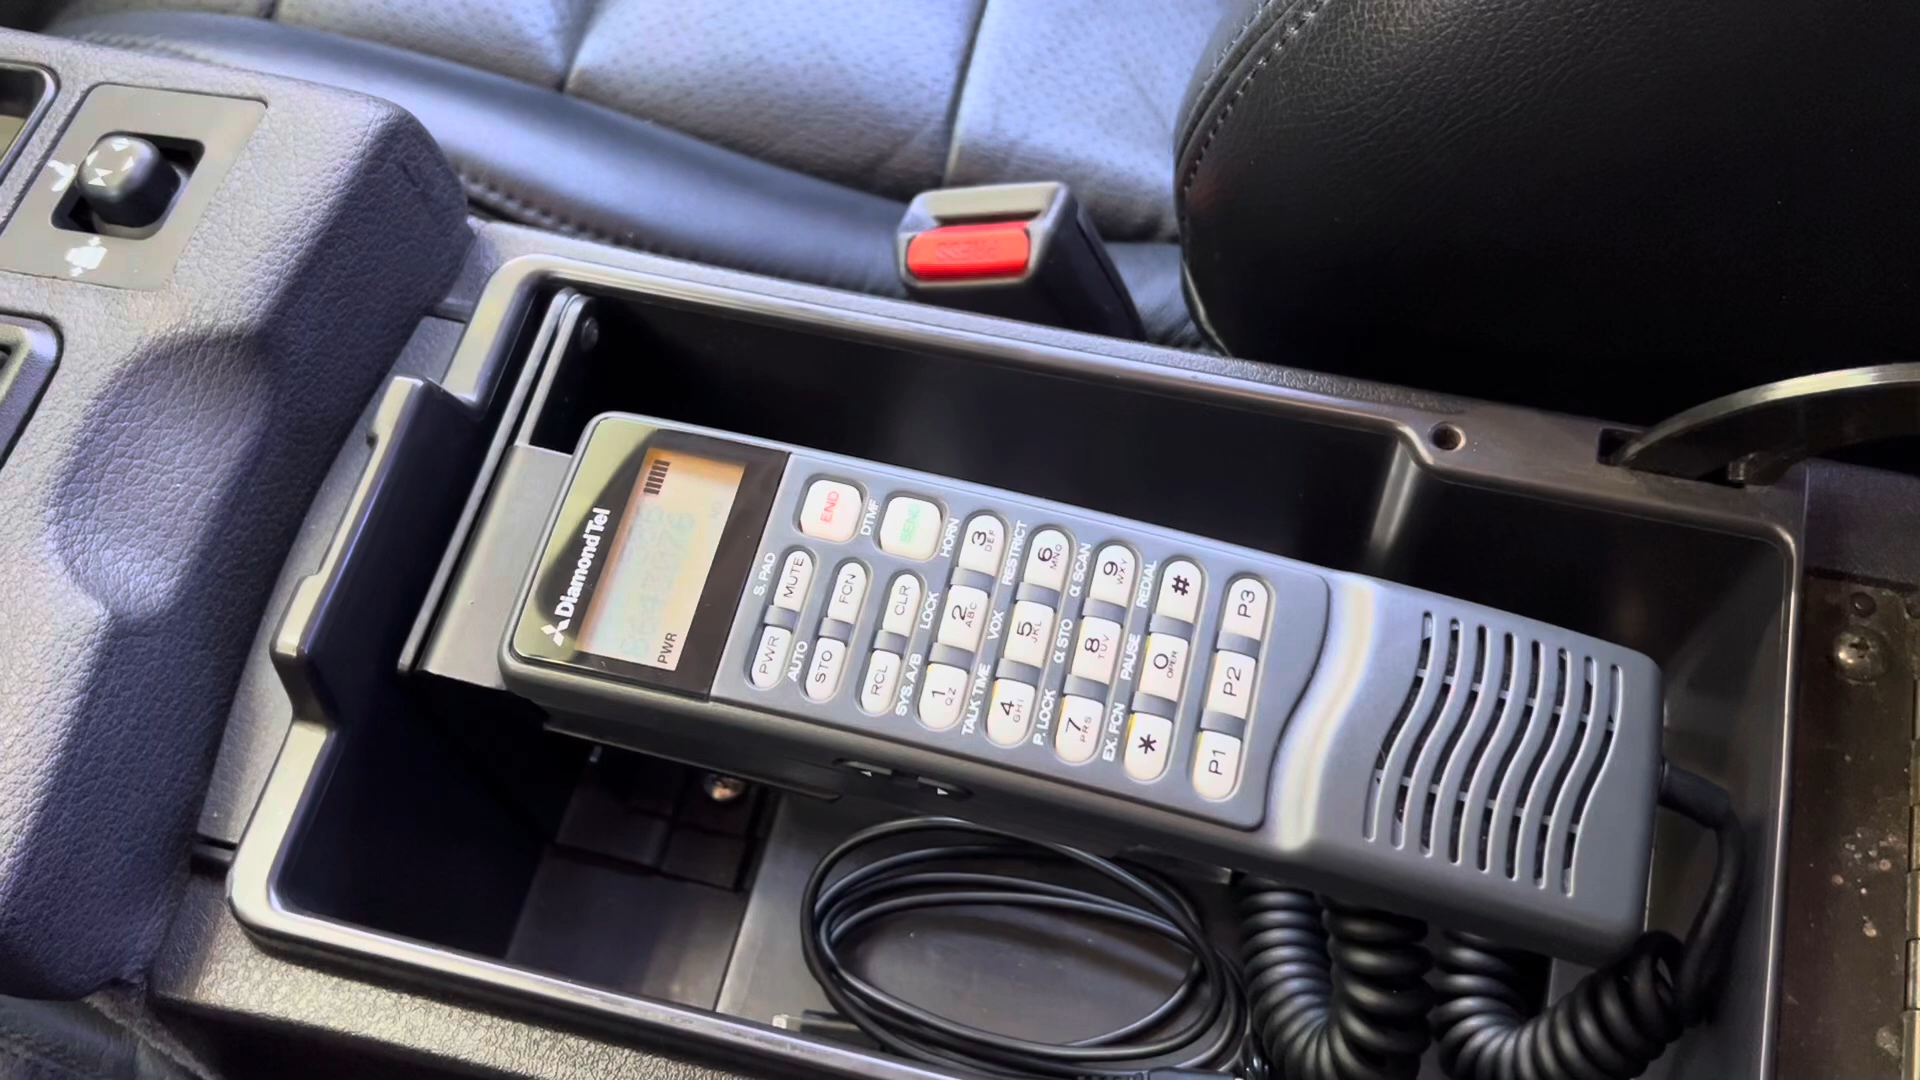 DiamondTel
PWR
END
SEND
S. PAD
DTMF
HORN
PWR
MUTE
AUTO
STO
FCN
RCL
CLR
SYS. A/B
LOCK
1 QZ
2 ABC
3 DEF
TALK TIME
VOX
RESTRICT
4 GHI
5 JKL
6 MNO
P. LOCK
α STO
α SCAN
7 PRS
8 TUV
9 WXY
EX. FCN
PAUSE
REDIAL
*
0 OPER
#
P1
P2
P3
PRESS